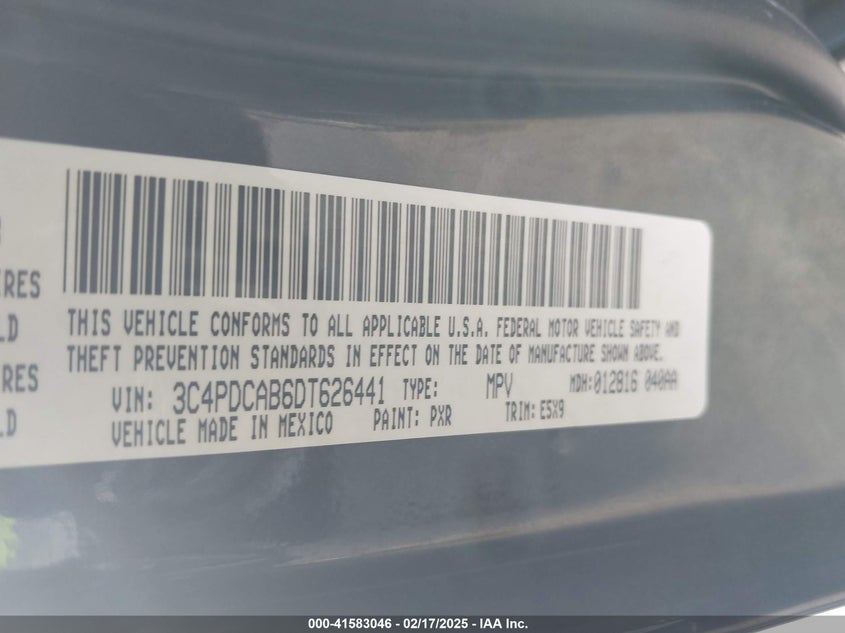 RES
LD
RES
LD
THIS VEHICLE CONFORMS TO ALL APPLICABLE U.S.A. FEDERAL MOTOR VEHICLE SAFETY AND
THEFT PREVENTION STANDARDS IN EFFECT ON THE DATE OF MANUFACTURE SHOWN ABOVE.
VIN: 3C4PDCAB6DT626441 TYPE: MPV MDH:012816 040AA
VEHICLE MADE IN MEXICO PAINT: PXR TRIM: E5X9
000-41583046 - 02/17/2025 - IAA Inc.